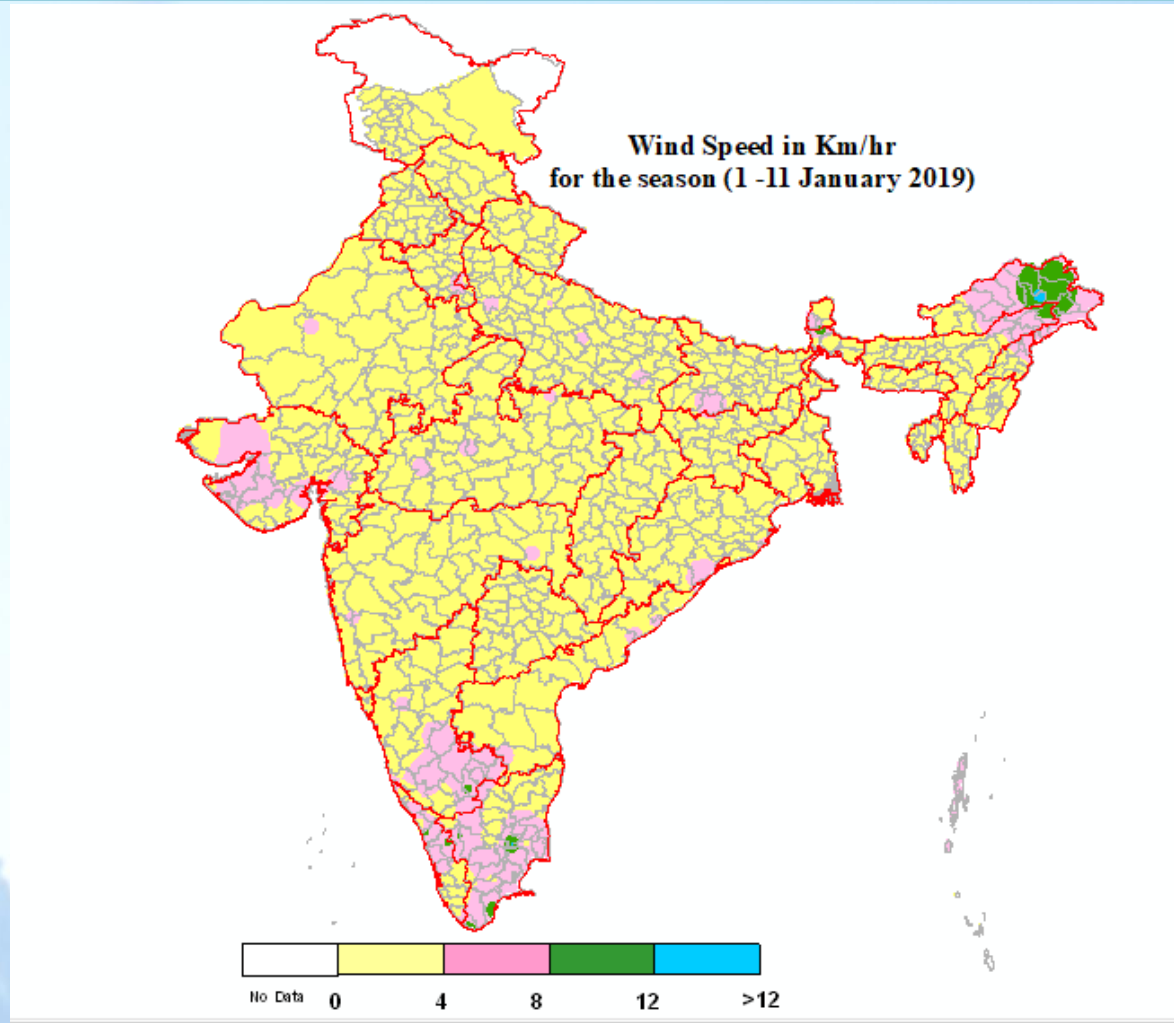 Wind Speed in Km/hr
for the season (1 -11 January 2019)
No Data 0 4 8 12 >12